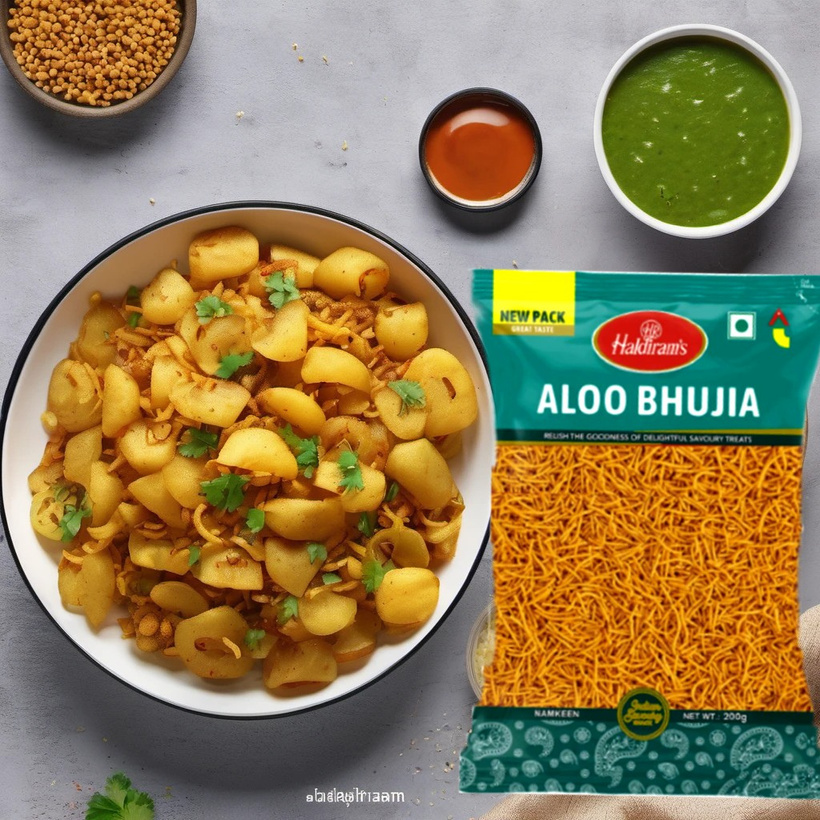 NEW PACK
GREAT TASTE
Haldiram's
ALOO BHUJIA
RELISH THE GOODNESS OF DELIGHTFUL SAVOURY TREATS
NAMKEEN
NET WT.: 200g